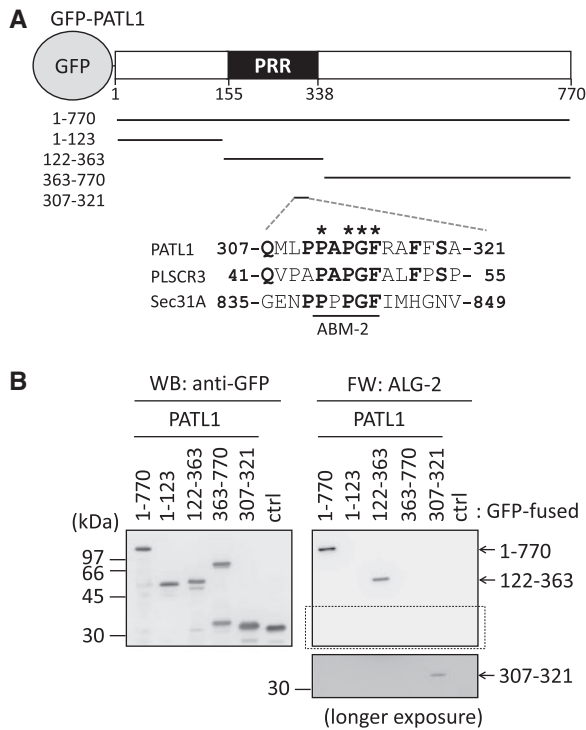 A
GFP-PATL1
GFP
PRR
1 155 338 770
1-770
1-123
122-363
363-770
307-321
* ***
PATL1 307-QMLPPAPGFRAFFSA-321
PLSCR3 41-QVPAPAPGFALFPSP- 55
Sec31A 835-GENPPPPGFIMHGNV-849
ABM-2
B
WB: anti-GFP FW: ALG-2
PATL1 PATL1
1-770 1-123 122-363 363-770 307-321 ctrl 1-770 1-123 122-363 363-770 307-321 ctrl : GFP-fused
(kDa)
97
66
45
30
1-770
122-363
30
307-321
(longer exposure)